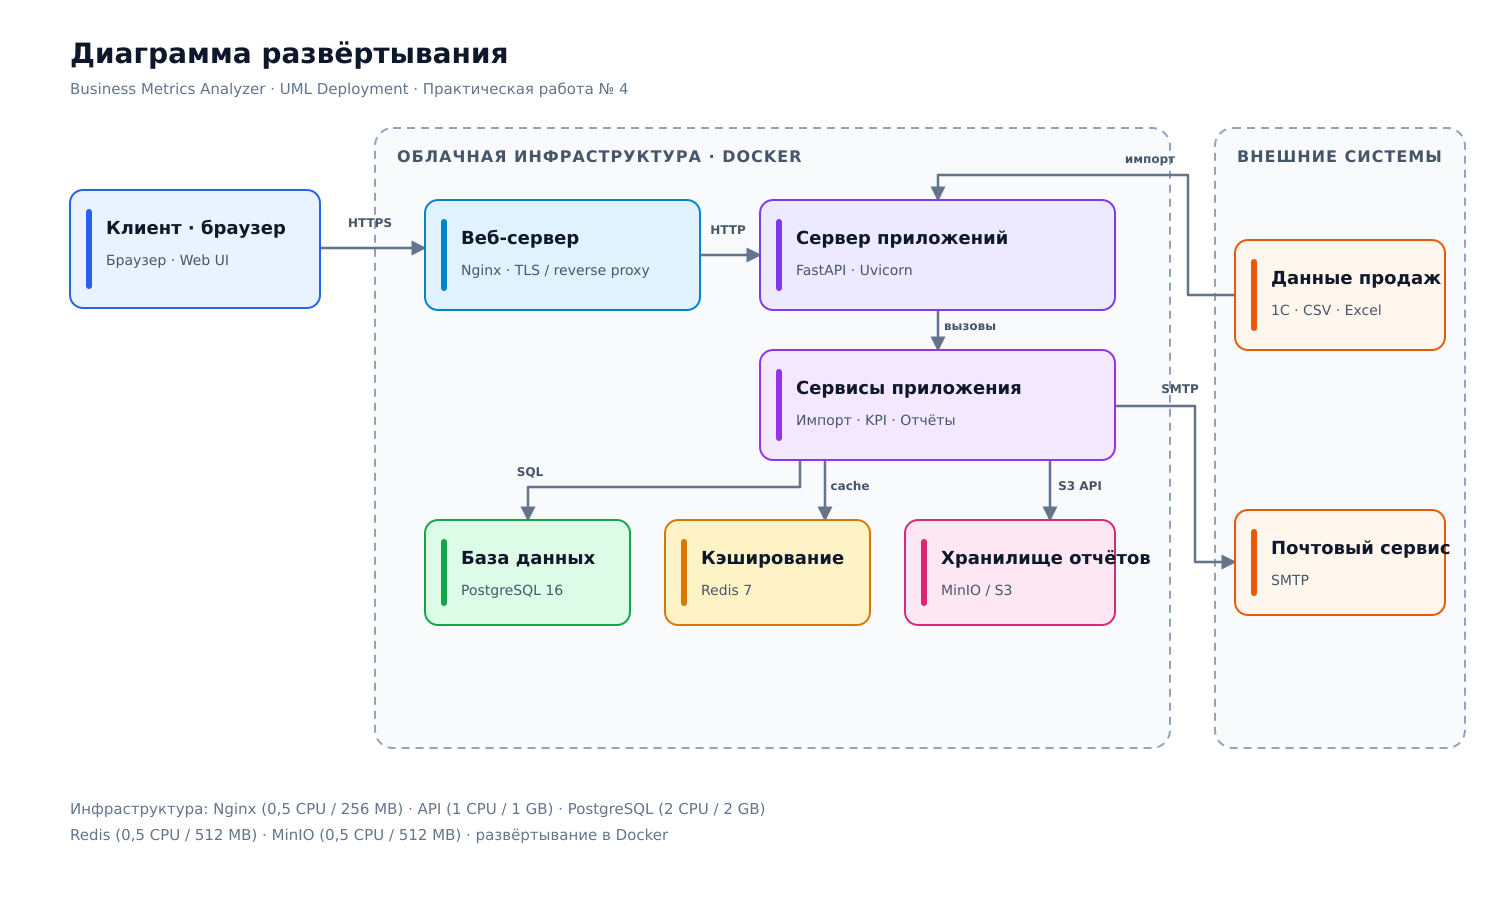 Диаграмма развёртывания
Business Metrics Analyzer · UML Deployment · Практическая работа № 4
ОБЛАЧНАЯ ИНФРАСТРУКТУРА · DOCKER
импорт
ВНЕШНИЕ СИСТЕМЫ
Клиент · браузер
Браузер · Web UI
HTTPS
Веб-сервер
Nginx · TLS / reverse proxy
HTTP
Сервер приложений
FastAPI · Uvicorn
Данные продаж
1С · CSV · Excel
вызовы
Сервисы приложения
Импорт · KPI · Отчёты
SMTP
SQL
cache
S3 API
База данных
PostgreSQL 16
Кэширование
Redis 7
Хранилище отчётов
MinIO / S3
Почтовый сервис
SMTP
Инфраструктура: Nginx (0,5 CPU / 256 MB) · API (1 CPU / 1 GB) · PostgreSQL (2 CPU / 2 GB)
Redis (0,5 CPU / 512 MB) · MinIO (0,5 CPU / 512 MB) · развёртывание в Docker